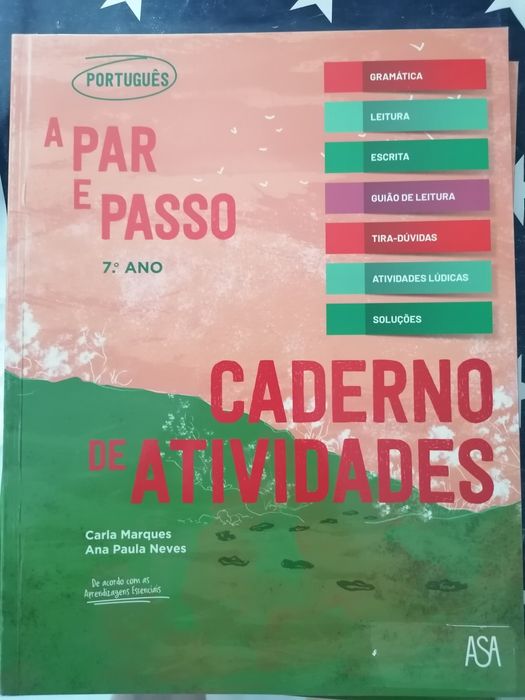 PORTUGUÊS
A PAR
E PASSO
7.º ANO
GRAMÁTICA
LEITURA
ESCRITA
GUIÃO DE LEITURA
TIRA-DÚVIDAS
ATIVIDADES LÚDICAS
SOLUÇÕES
CADERNO
DE ATIVIDADES
Carla Marques
Ana Paula Neves
De acordo com as
Aprendizagens Essenciais
ASA